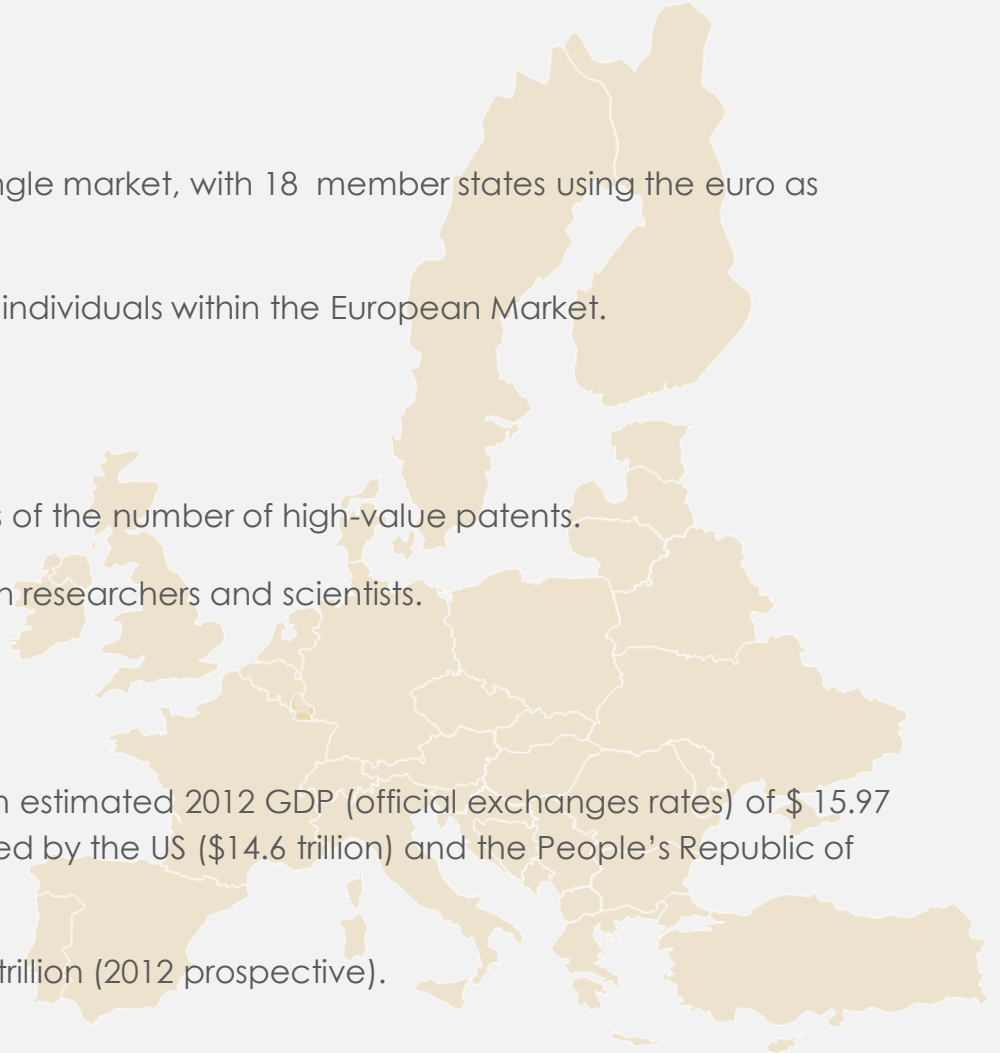 ngle market, with 18 member states using the euro as
individuals within the European Market.
s of the number of high-value patents.
n researchers and scientists.
n estimated 2012 GDP (official exchanges rates) of $ 15.97
ed by the US ($14.6 trillion) and the People’s Republic of
trillion (2012 prospective).